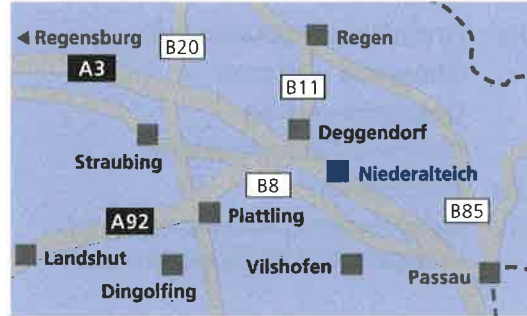 ◄ Regensburg
B20
Regen
A3
B11
Deggendorf
Straubing
Niederalteich
B8
B85
A92
Plattling
Landshut
Vilshofen
Passau
Dingolfing